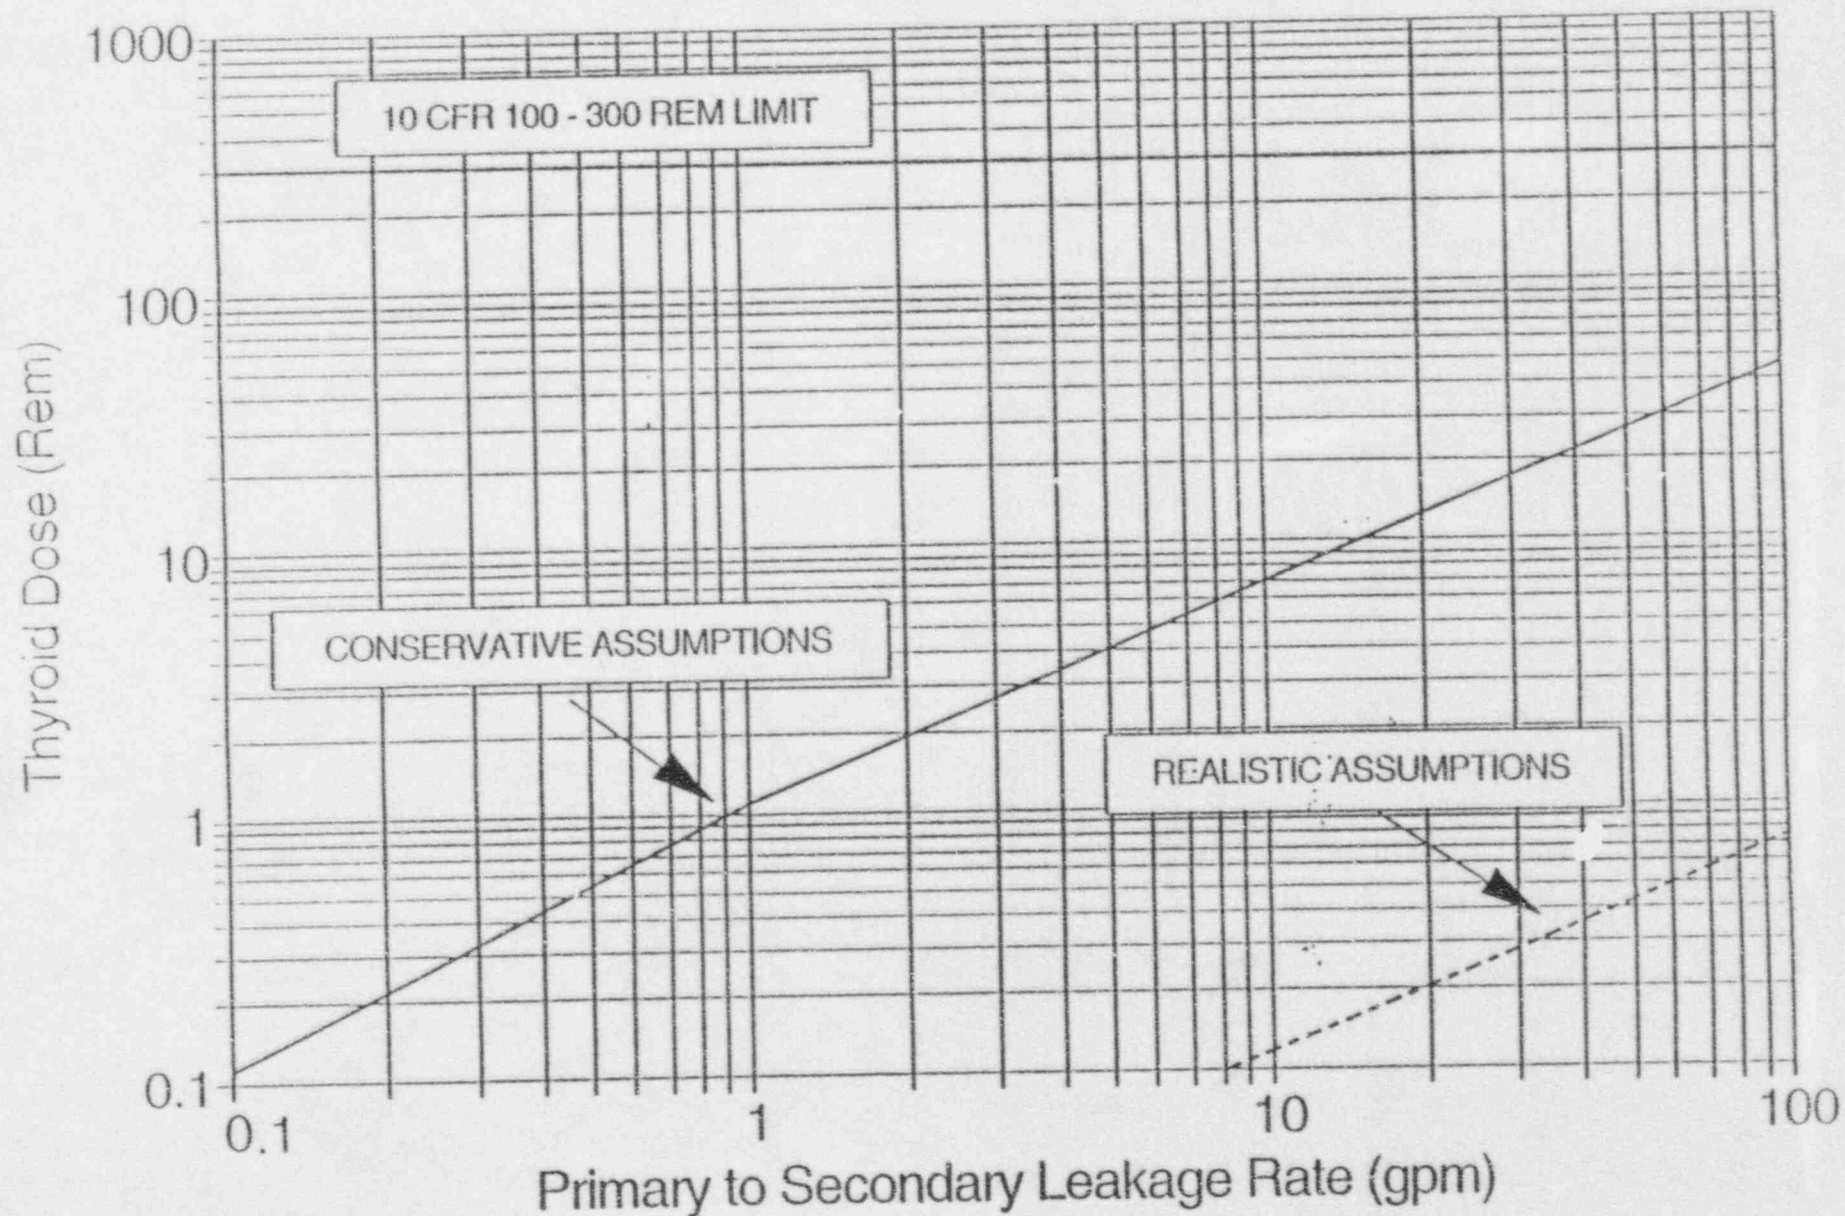 1000
10 CFR 100 - 300 REM LIMIT
100
Thyroid Dose (Rem)
10
CONSERVATIVE ASSUMPTIONS
REALISTIC ASSUMPTIONS
1
0.1
0.1
1
10
100
Primary to Secondary Leakage Rate (gpm)